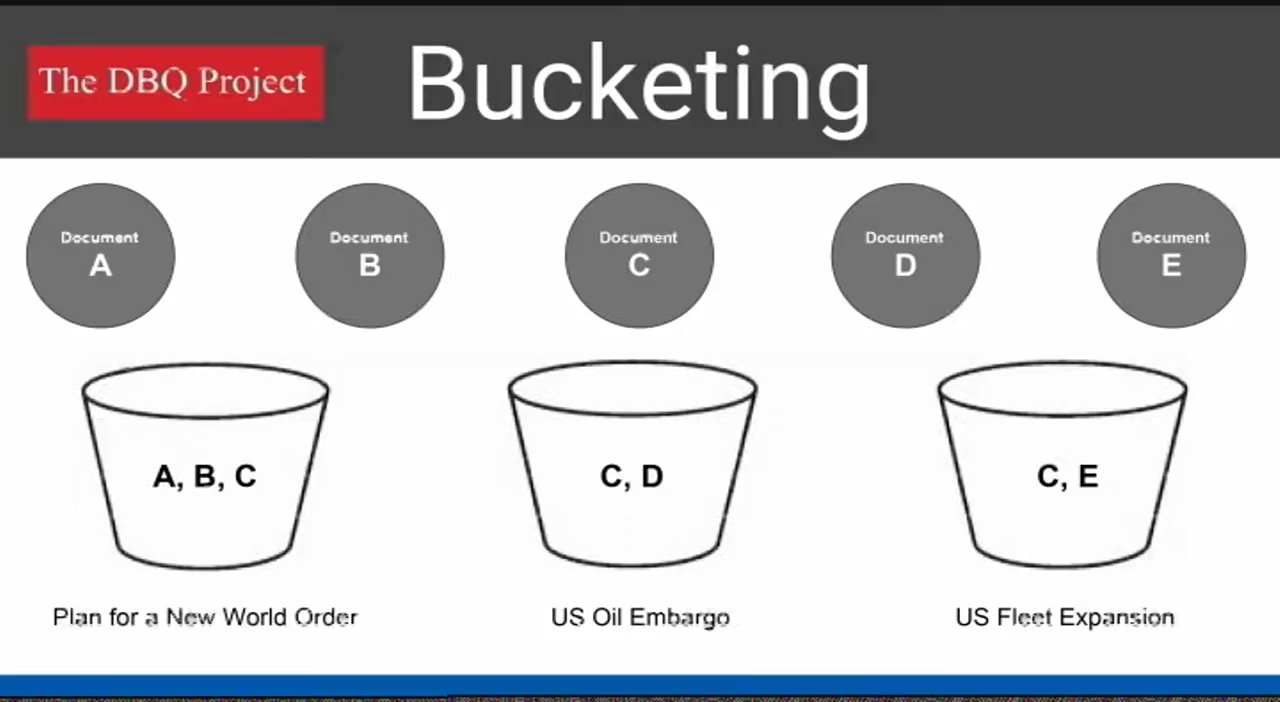 The DBQ Project
Bucketing
Document
A
Document
B
Document
C
Document
D
Document
E
A, B, C
C, D
C, E
Plan for a New World Order
US Oil Embargo
US Fleet Expansion